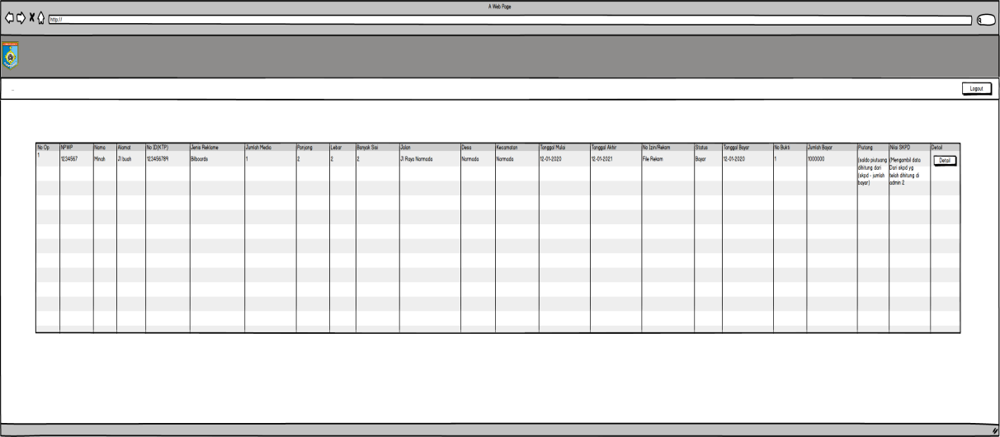 A Web Page
http://
Logout
No Op NPWP Nama Alamat No ID(KTP) Jenis Reklame Jumlah Media Panjang Lebar Banyak Sisi Jalan Desa Kecamatan Tanggal Mulai Tanggal Akhir No Izin/Rekom Status Tanggal Bayar No Bukti Jumlah Bayar Piutang Nilai SKPD Detail
1 1234567 Minah Jl buah 123456789 Bilboards 1 2 2 2 Jl Raya Narmada Narmada Narmada 12-01-2020 12-01-2021 File Rekom Bayar 12-01-2020 1 1000000 (saldo piutuang (Mengambil data Detail
dihitung dari Dari skpd yg
(skpd - jumlah telah dihitung di
bayar) admin 2